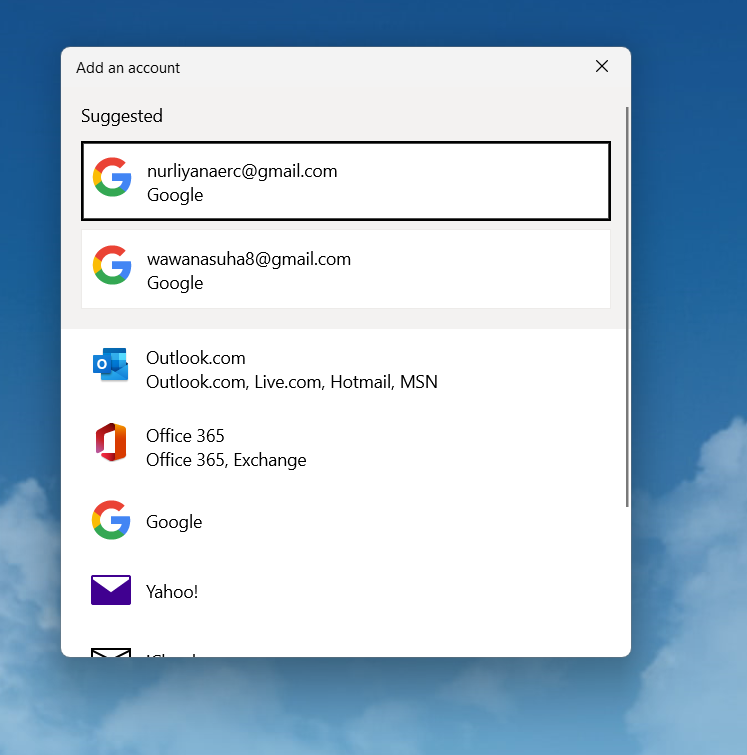 Add an account
Suggested
nurliyanaerc@gmail.com
Google
wawanasuha8@gmail.com
Google
Outlook.com
Outlook.com, Live.com, Hotmail, MSN
Office 365
Office 365, Exchange
Google
Yahoo!